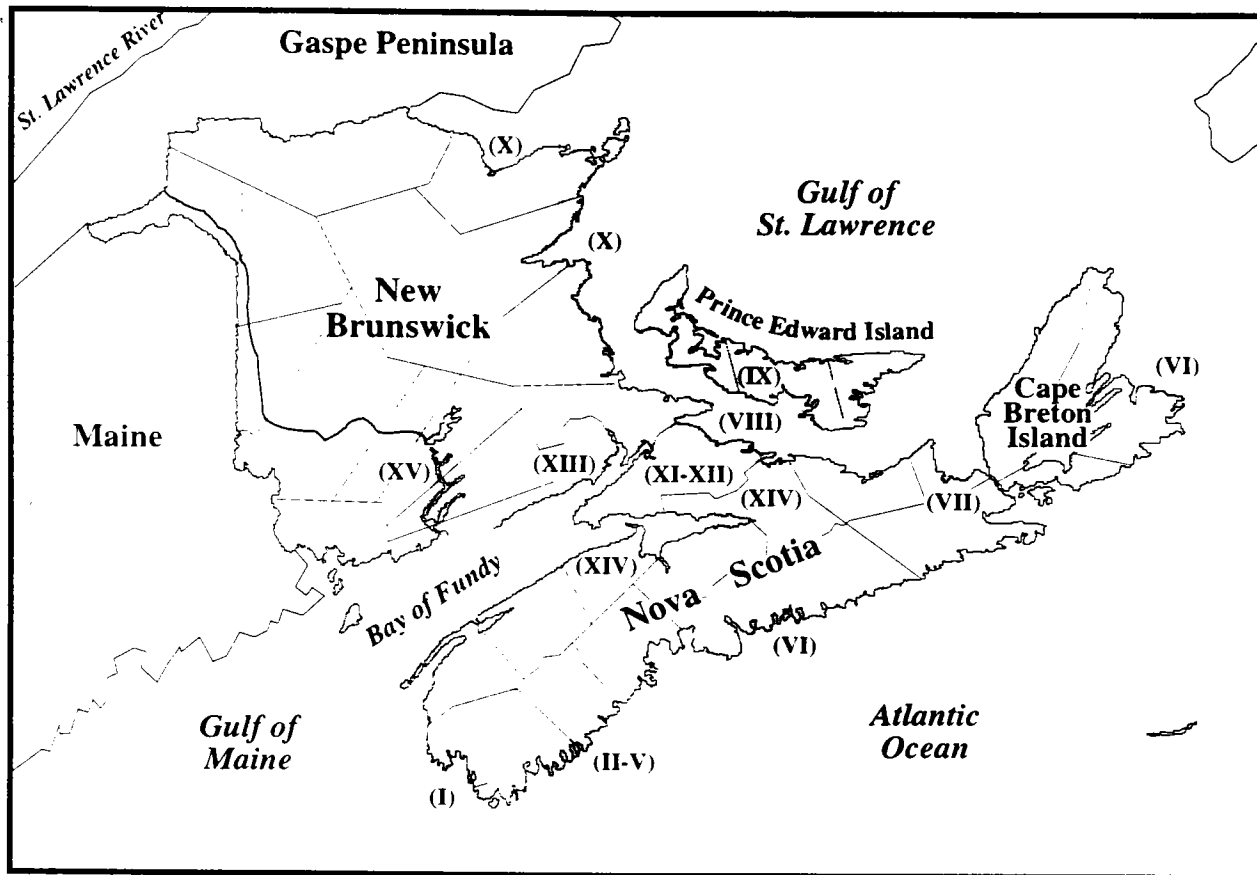 Gaspe Peninsula
St. Lawrence River
(X)
Gulf of
St. Lawrence
(X)
New
Brunswick
Prince Edward Island
(IX)
(VI)
Cape
Breton
Island
(VIII)
Maine
(XV)
(XIII)
(XI-XII)
(XIV)
(VII)
(XIV)
Nova Scotia
Bay of Fundy
(VI)
Gulf of
Maine
Atlantic
Ocean
(II-V)
(I)